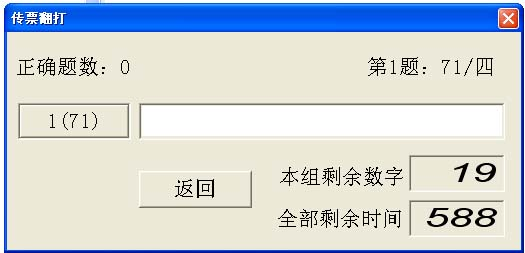 传票翻打
正确题数: 0
第1题: 71/四
1(71)
返回
本组剩余数字 19
全部剩余时间 588